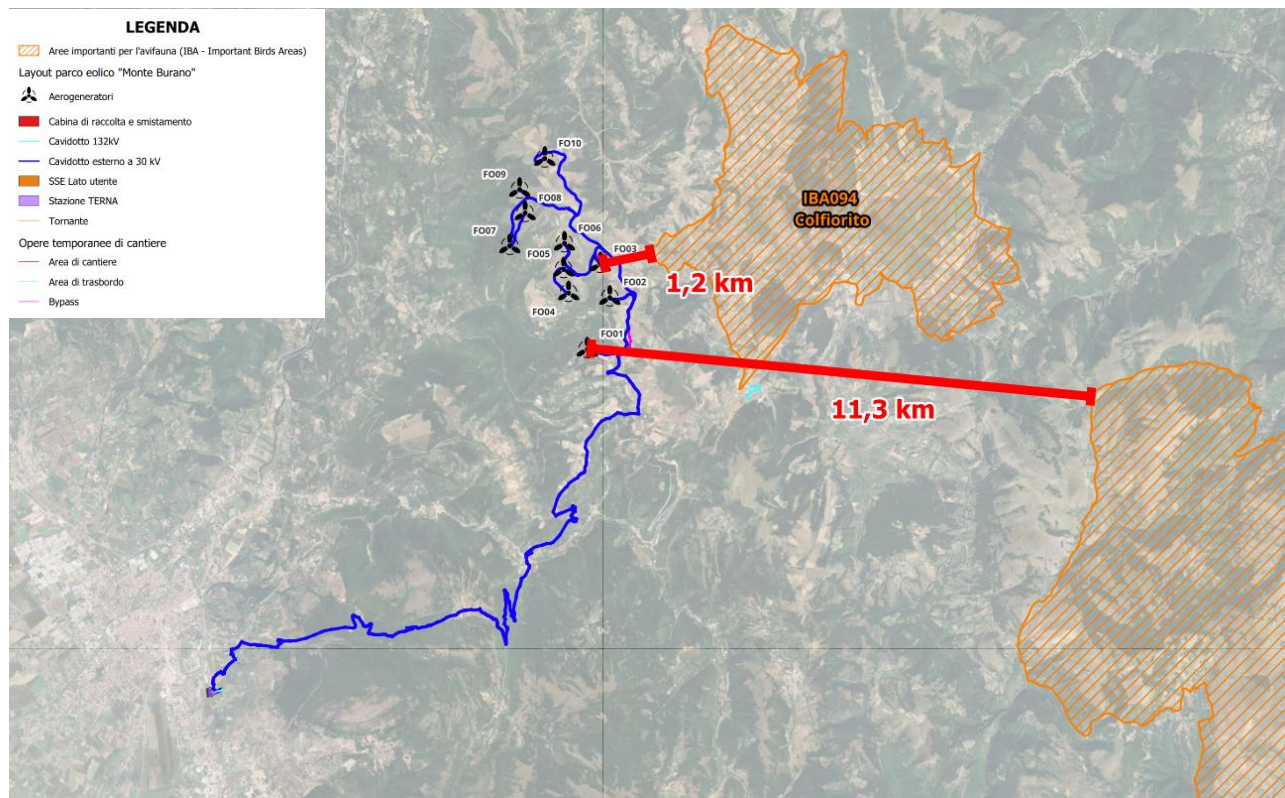 LEGENDA
Aree importanti per l'avifauna (IBA - Important Birds Areas)
Layout parco eolico "Monte Burano"
Aerogeneratori
Cabina di raccolta e smistamento
Cavidotto 132kV
Cavidotto esterno a 30 kV
SSE Lato utente
Stazione TERNA
Tornante
Opere temporanee di cantiere
Area di cantiere
Area di trasbordo
Bypass
FO10
FO09
FO08
FO07
FO06
FO05
FO03
FO02
FO04
FO01
IBA094
Colfiorito
1,2 km
11,3 km